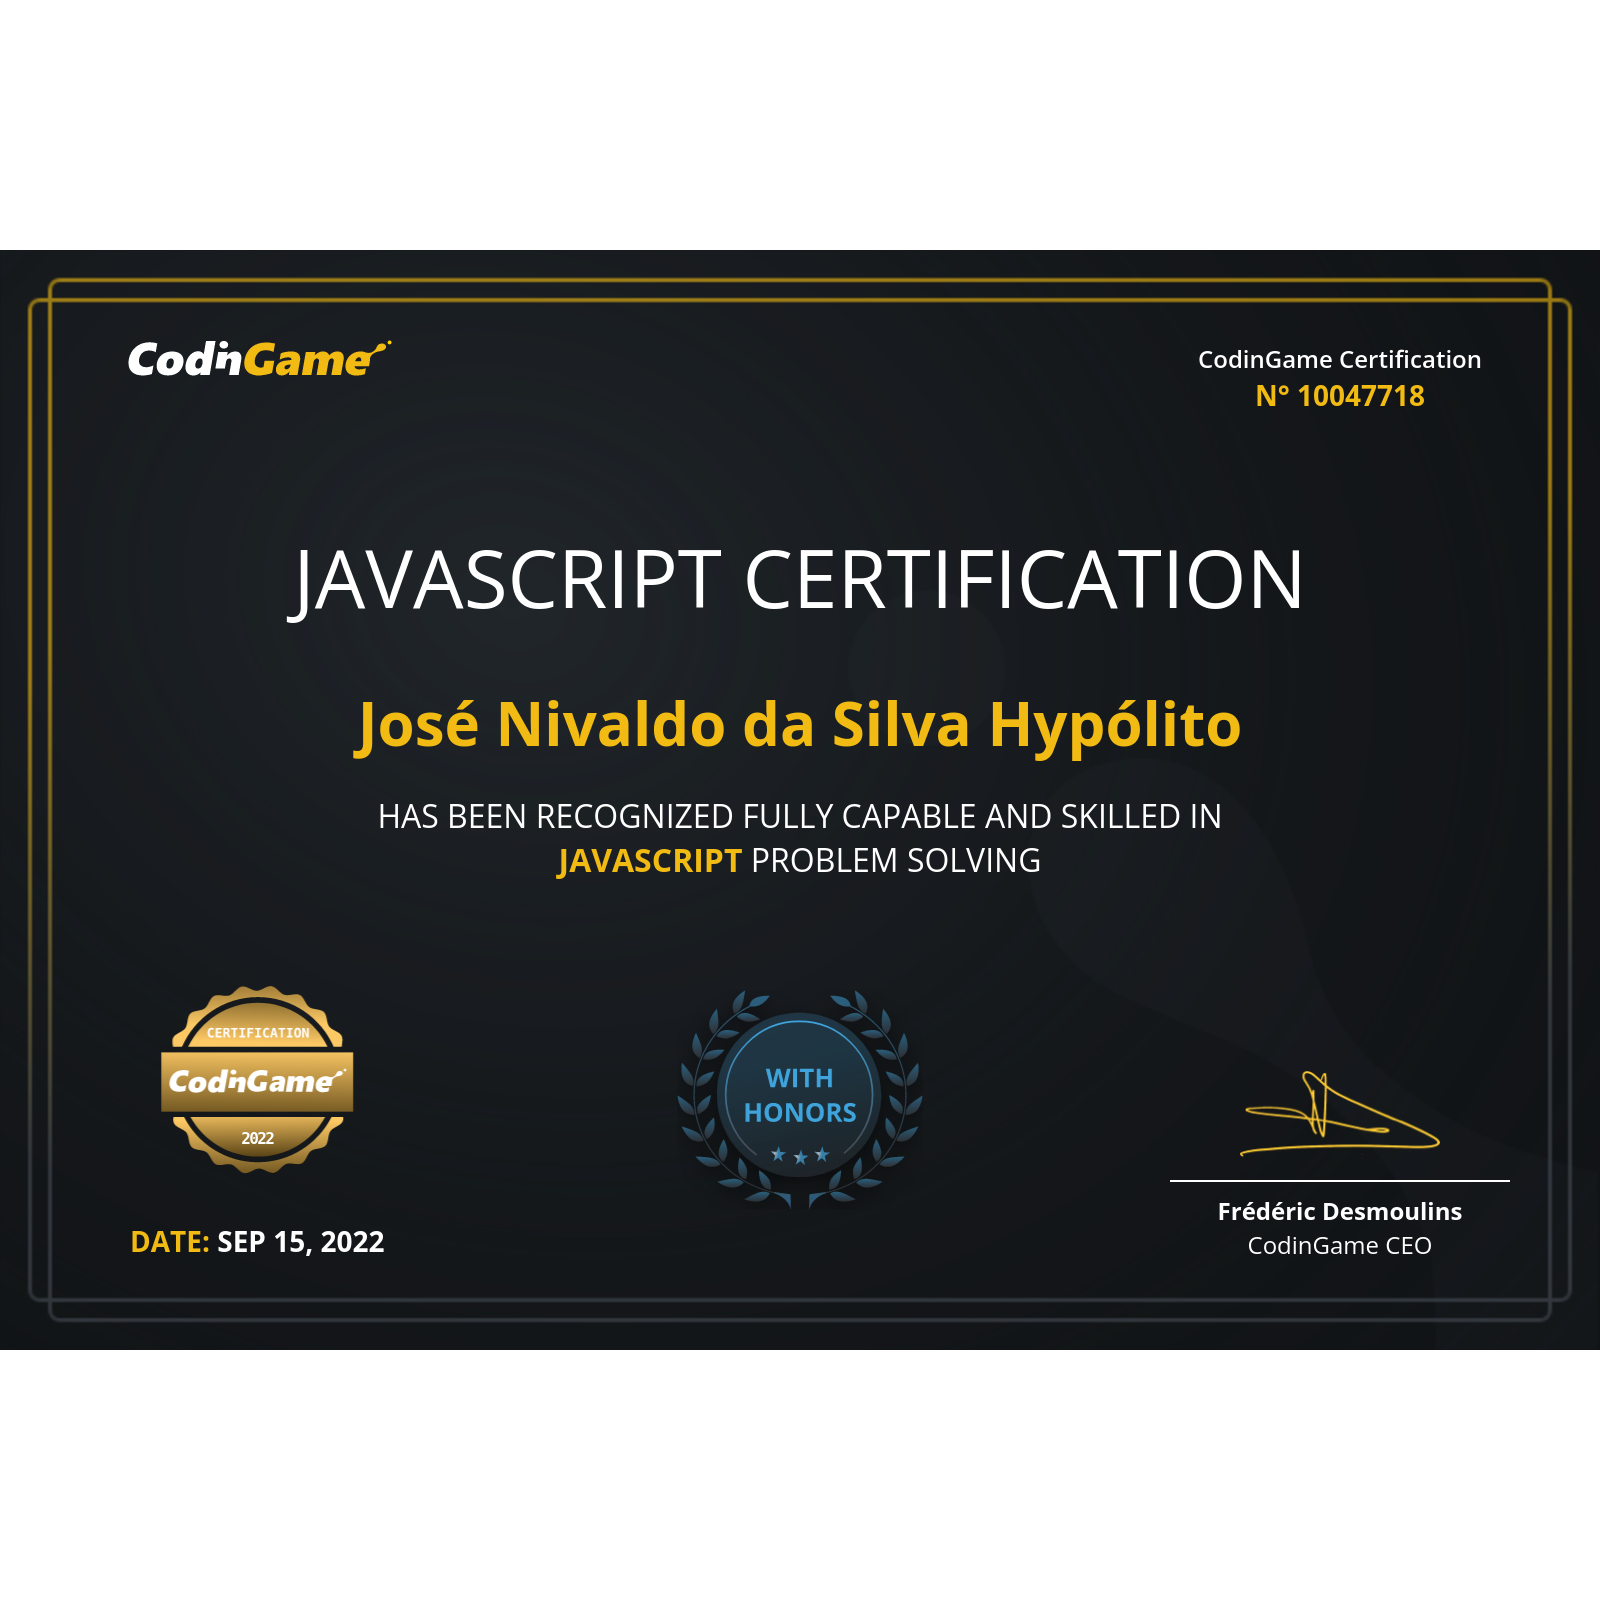 CodinGame
CodinGame Certification
N° 10047718
JAVASCRIPT CERTIFICATION
José Nivaldo da Silva Hypólito
HAS BEEN RECOGNIZED FULLY CAPABLE AND SKILLED IN
JAVASCRIPT PROBLEM SOLVING
CERTIFICATION
CodinGame
2022
WITH
HONORS
DATE: SEP 15, 2022
Frédéric Desmoulins
CodinGame CEO